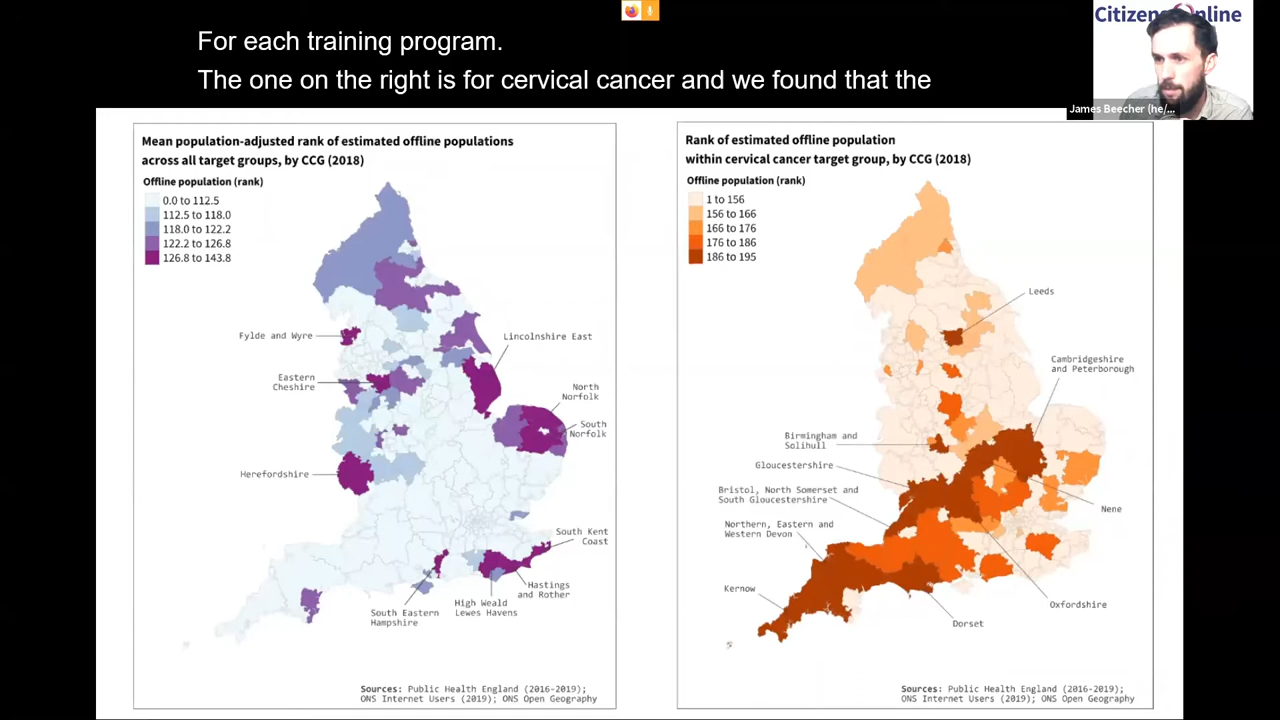 For each training program.
The one on the right is for cervical cancer and we found that the
Citizens Online
James Beecher (he/...
Mean population-adjusted rank of estimated offline populations
across all target groups, by CCG (2018)
Offline population (rank)
0.0 to 112.5
112.5 to 118.0
118.0 to 122.2
122.2 to 126.8
126.8 to 143.8
Fylde and Wyre
Lincolnshire East
Eastern
Cheshire
North
Norfolk
South
Norfolk
Herefordshire
South Kent
Coast
Hastings
and Rother
High Weald
Lewes Havens
South Eastern
Hampshire
Sources: Public Health England (2016-2019);
ONS Internet Users (2019); ONS Open Geography
Rank of estimated offline population
within cervical cancer target group, by CCG (2018)
Offline population (rank)
1 to 156
156 to 166
166 to 176
176 to 186
186 to 195
Leeds
Cambridgeshire
and Peterborough
Birmingham and
Solihull
Gloucestershire
Bristol, North Somerset and
South Gloucestershire
Nene
Northern, Eastern and
Western Devon
Kernow
Oxfordshire
Dorset
Sources: Public Health England (2016-2019);
ONS Internet Users (2019); ONS Open Geography